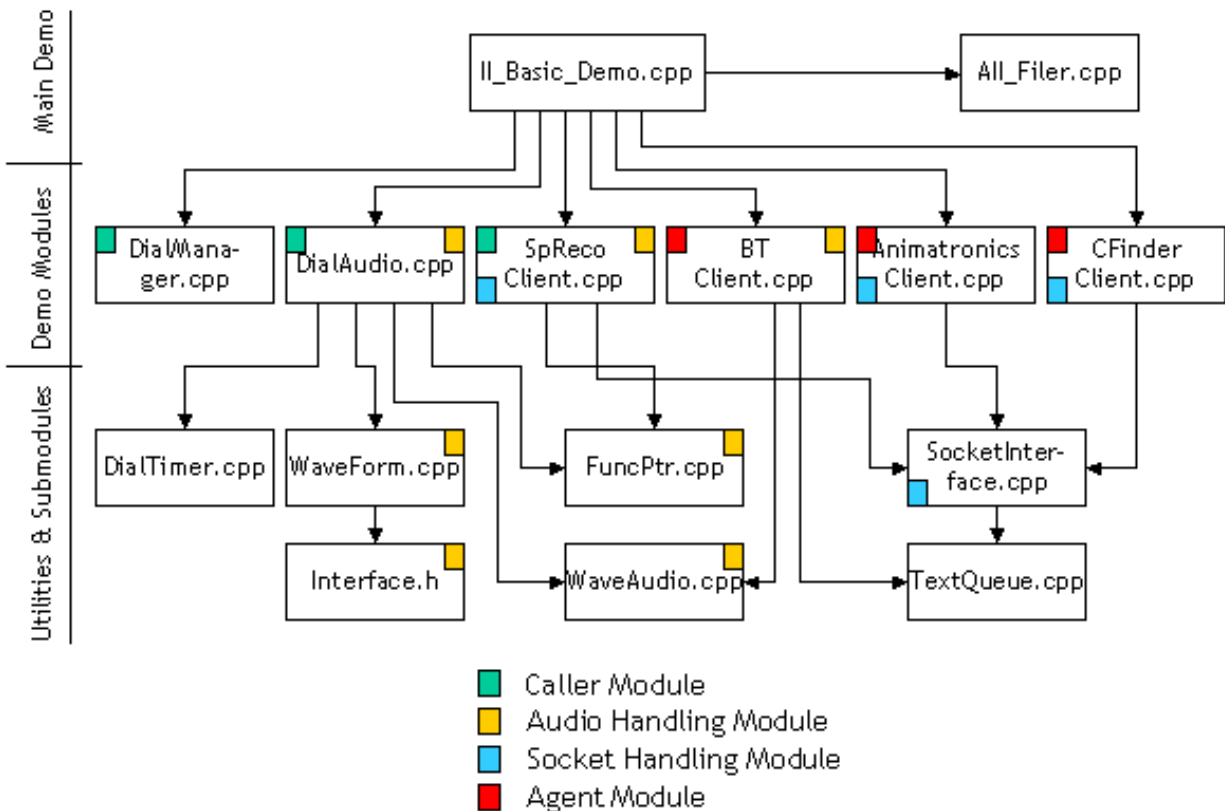 Main Demo
II_Basic_Demo.cpp
All_Filer.cpp
Demo Modules
DialMana-
ger.cpp
DialAudio.cpp
SpReco
Client.cpp
BT
Client.cpp
Animatronics
Client.cpp
CFinder
Client.cpp
Utilities & Submodules
DialTimer.cpp
WaveForm.cpp
FuncPtr.cpp
SocketInter-
face.cpp
Interface.h
WaveAudio.cpp
TextQueue.cpp
Caller Module
Audio Handling Module
Socket Handling Module
Agent Module